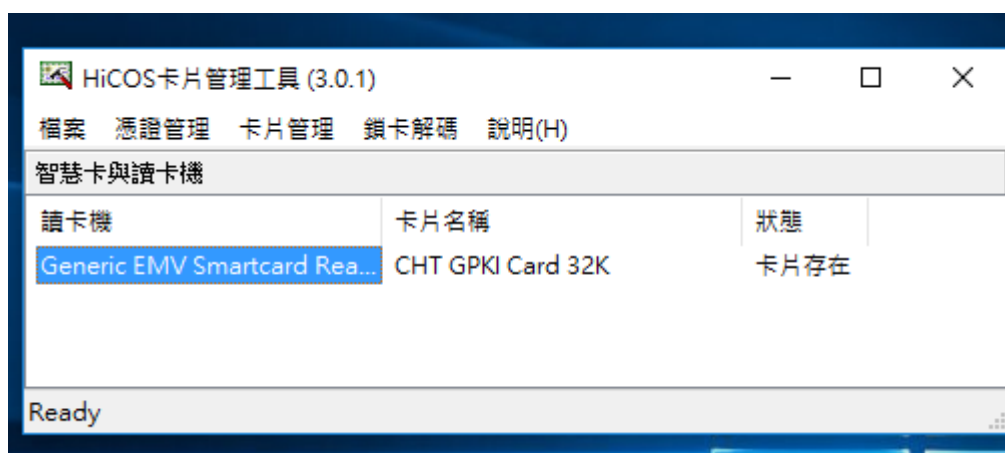 HiCOS卡片管理工具 (3.0.1)
檔案 憑證管理 卡片管理 鎖卡解碼 說明(H)
智慧卡與讀卡機
讀卡機 卡片名稱 狀態
Generic EMV Smartcard Rea... CHT GPKI Card 32K 卡片存在
Ready